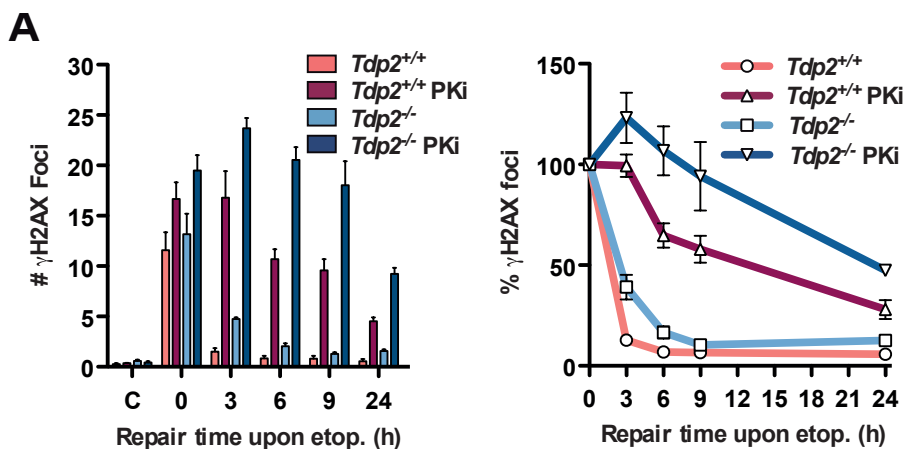 A
# γH2AX Foci
30
25
20
15
10
5
0
C 0 3 6 9 24
Repair time upon etop. (h)
Tdp2+/+
Tdp2+/+ PKi
Tdp2-/-
Tdp2-/- PKi
% γH2AX foci
150
100
50
0
0 3 6 9 12 15 18 21 24
Repair time upon etop. (h)
Tdp2+/+
Tdp2+/+ PKi
Tdp2-/-
Tdp2-/- PKi